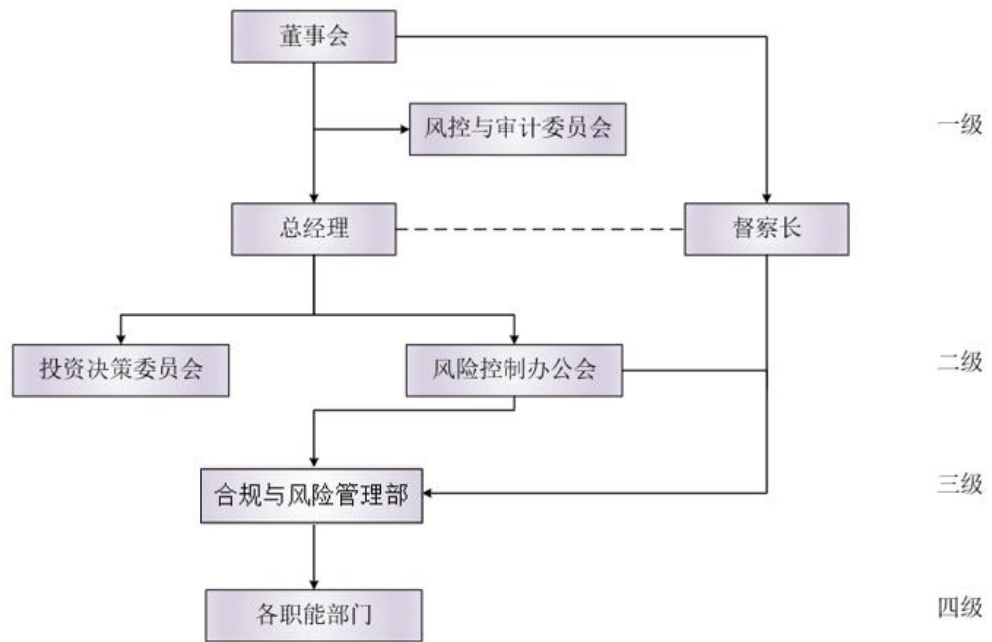 董事会
风控与审计委员会
一级
总经理
督察长
投资决策委员会
风险控制办公会
二级
合规与风险管理部
三级
各职能部门
四级